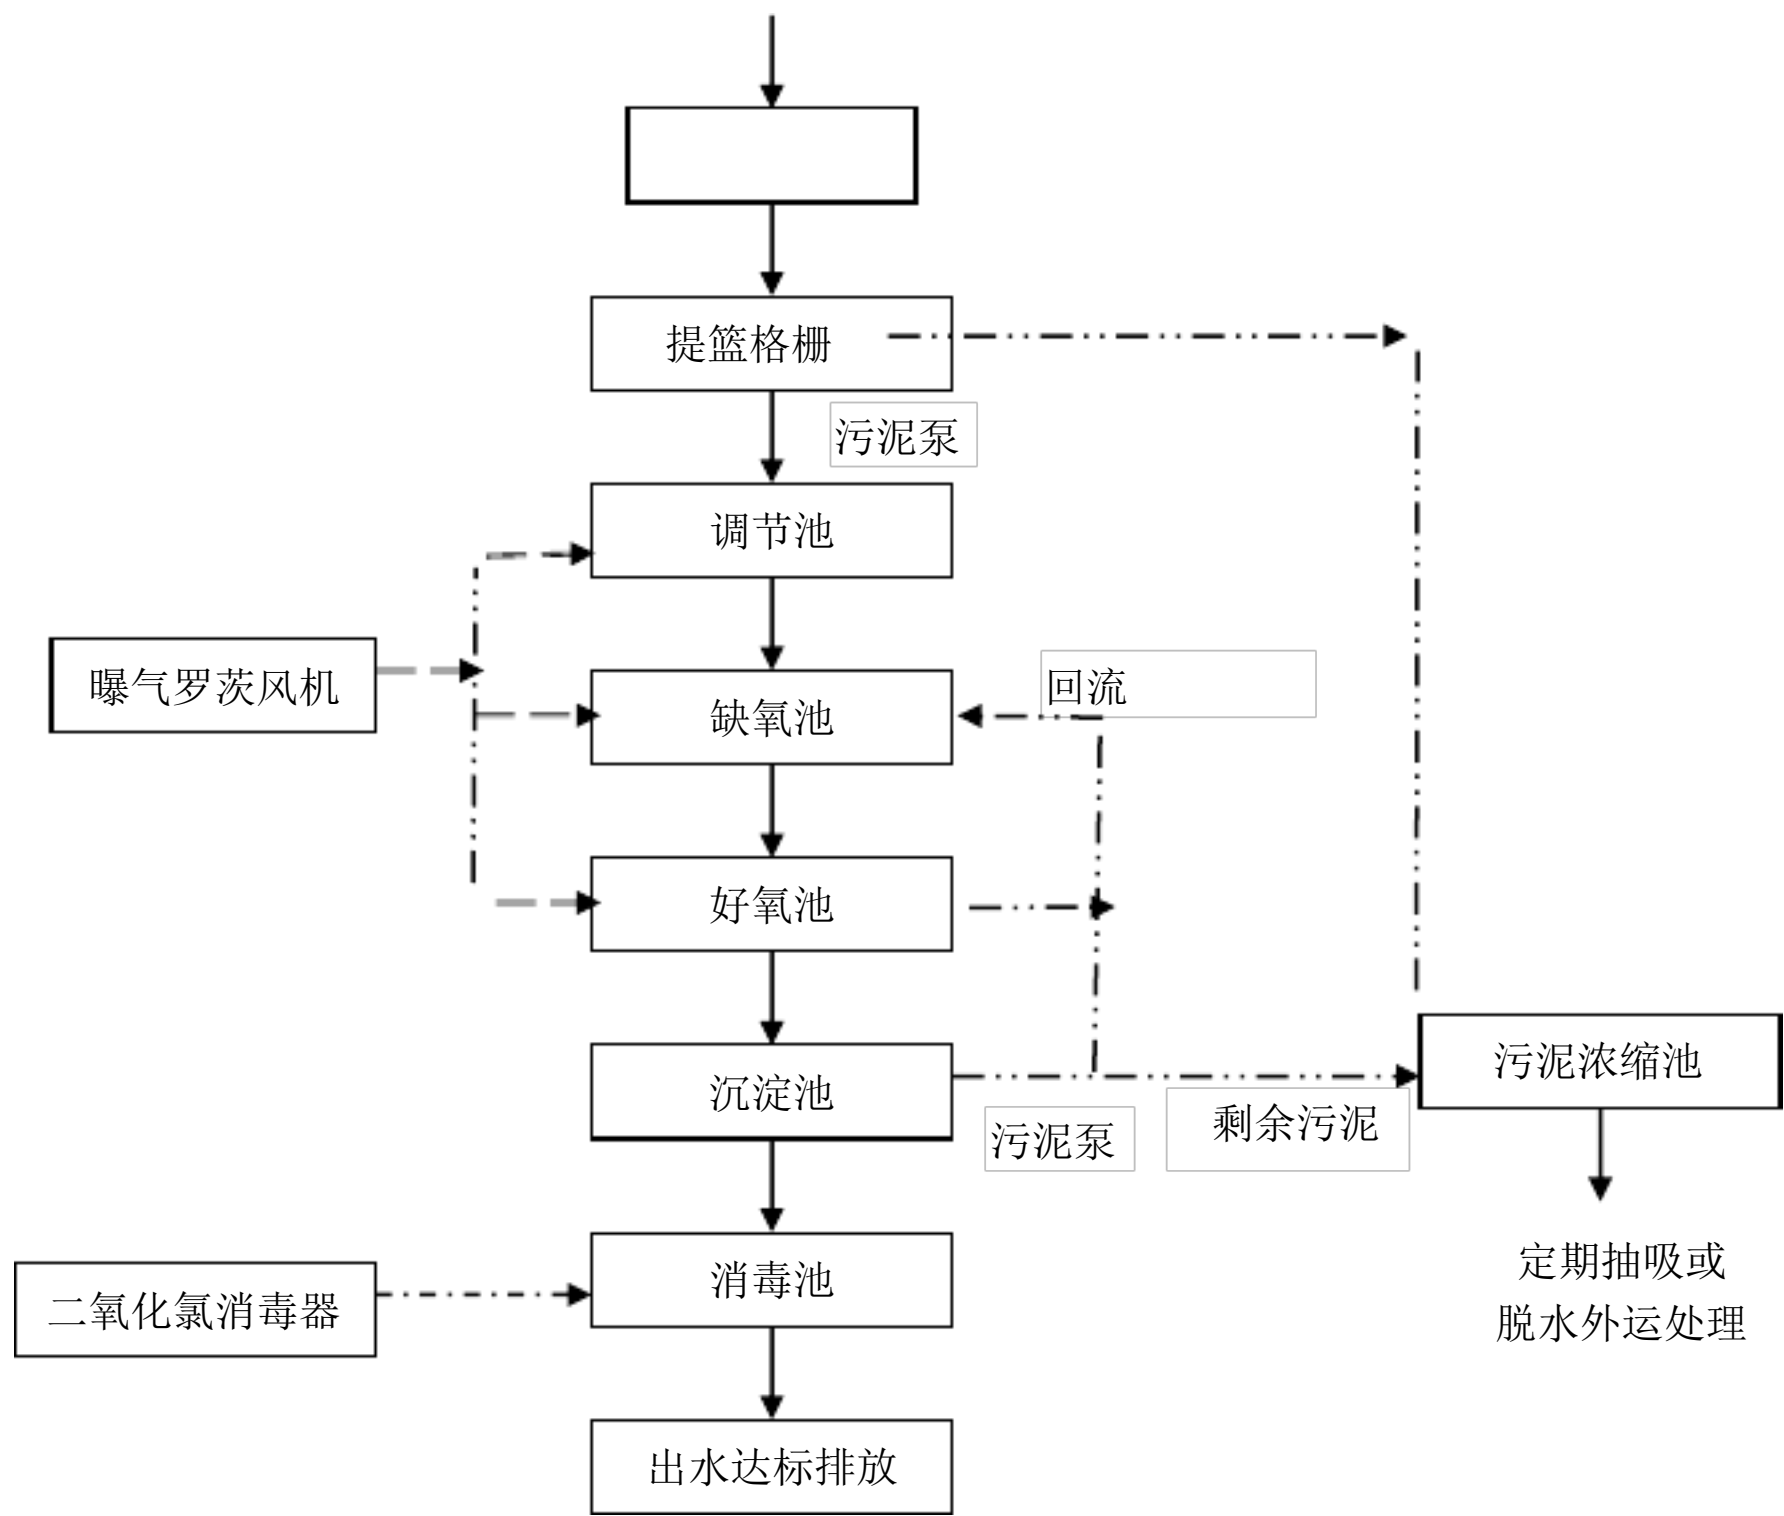 提篮格栅
污泥泵
调节池
曝气罗茨风机
回流
缺氧池
好氧池
沉淀池
污泥浓缩池
污泥泵
剩余污泥
消毒池
二氧化氯消毒器
定期抽吸或
脱水外运处理
出水达标排放